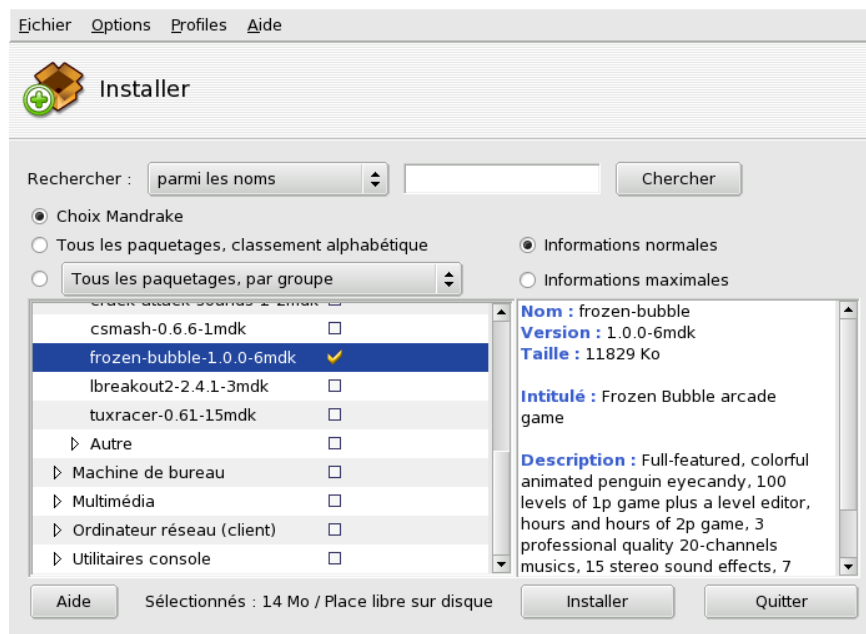 Fichier Options Profiles Aide
Installer
Rechercher : parmi les noms Chercher
Choix Mandrake
Tous les paquetages, classement alphabétique
Tous les paquetages, par groupe
Informations normales
Informations maximales
crack-attack-sounds-1-2mdk
csmash-0.6.6-1mdk
frozen-bubble-1.0.0-6mdk
lbreakout2-2.4.1-3mdk
tuxracer-0.61-15mdk
Autre
Machine de bureau
Multimédia
Ordinateur réseau (client)
Utilitaires console
Nom : frozen-bubble
Version : 1.0.0-6mdk
Taille : 11829 Ko
Intitulé : Frozen Bubble arcade
game
Description : Full-featured, colorful
animated penguin eyecandy, 100
levels of 1p game plus a level editor,
hours and hours of 2p game, 3
professional quality 20-channels
musics, 15 stereo sound effects, 7
Aide Sélectionnés : 14 Mo / Place libre sur disque Installer Quitter